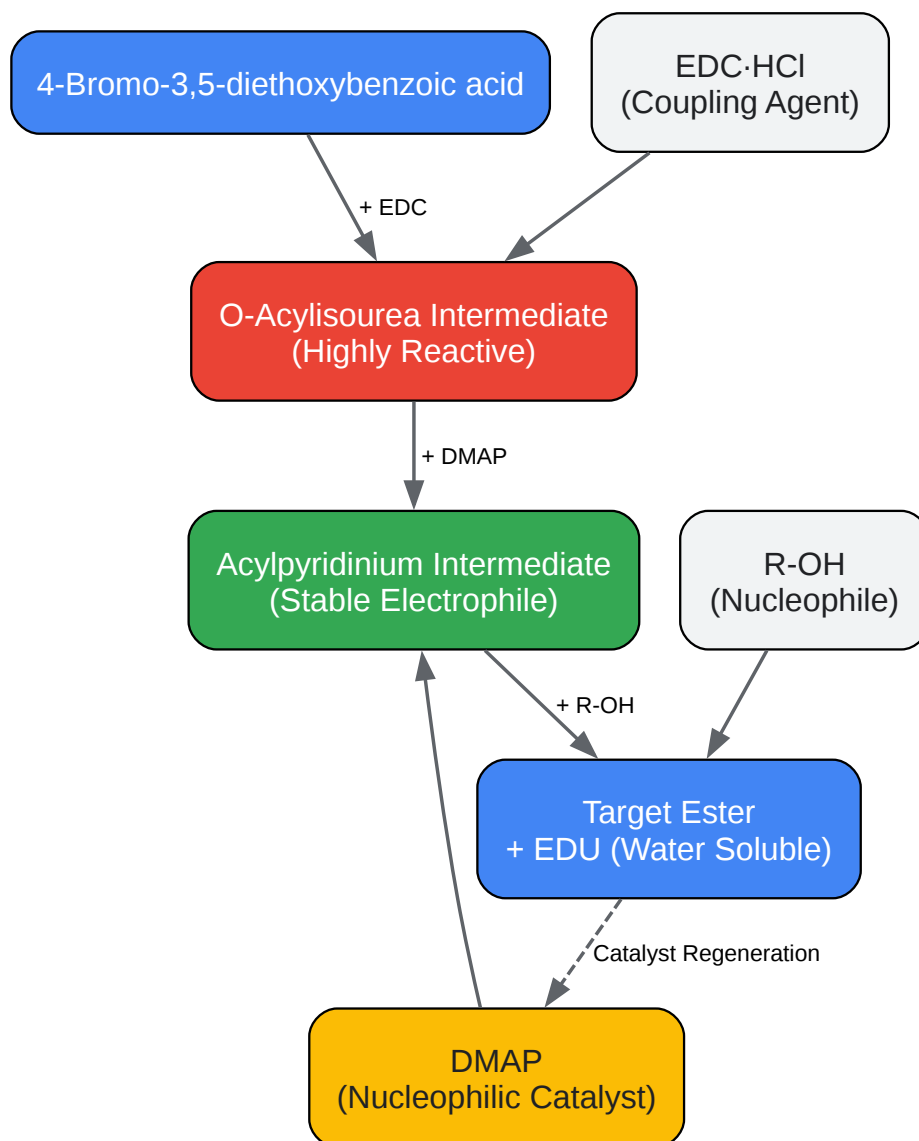 4-Bromo-3,5-diethoxybenzoic acid
EDC·HCl
(Coupling Agent)
+ EDC
O-Acylisourea Intermediate
(Highly Reactive)
+ DMAP
Acylpyridinium Intermediate
(Stable Electrophile)
R-OH
(Nucleophile)
+ R-OH
Target Ester
+ EDU (Water Soluble)
Catalyst Regeneration
DMAP
(Nucleophilic Catalyst)